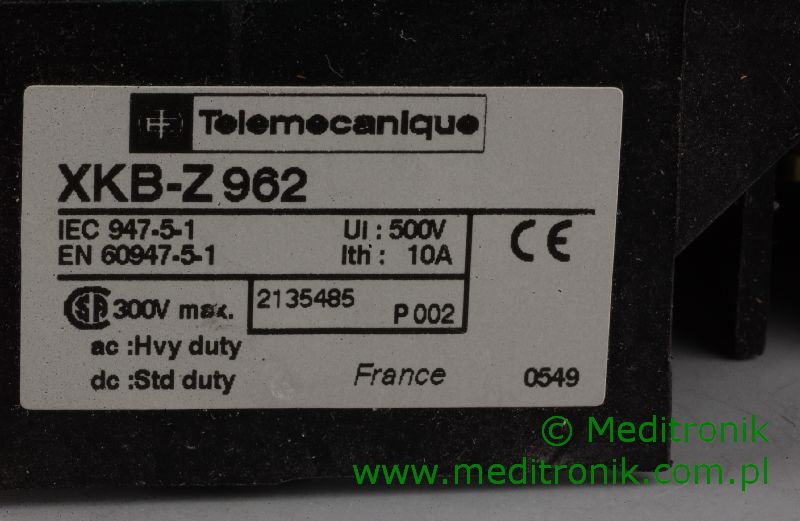 Telemecanique
XKB-Z 962
IEC 947-5-1 Ui : 500V
EN 60947-5-1 Ith : 10A
CE
SA 300V max.
2135485
P 002
ac :Hvy duty
dc :Std duty
France
0549
© Meditronik
www.meditronik.com.pl